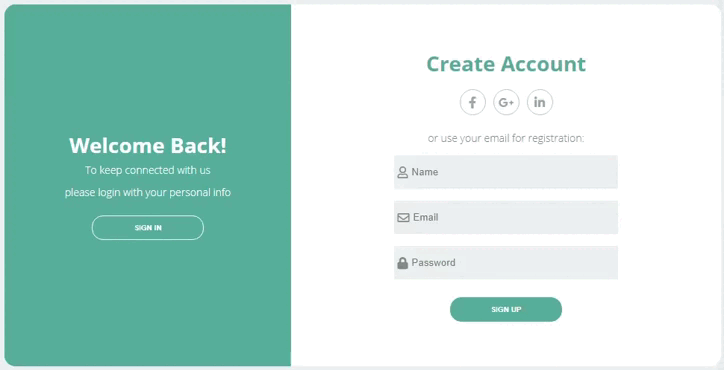 Welcome Back!
To keep connected with us
please login with your personal info
SIGN IN
Create Account
f G+ in
or use your email for registration:
Name
Email
Password
SIGN UP